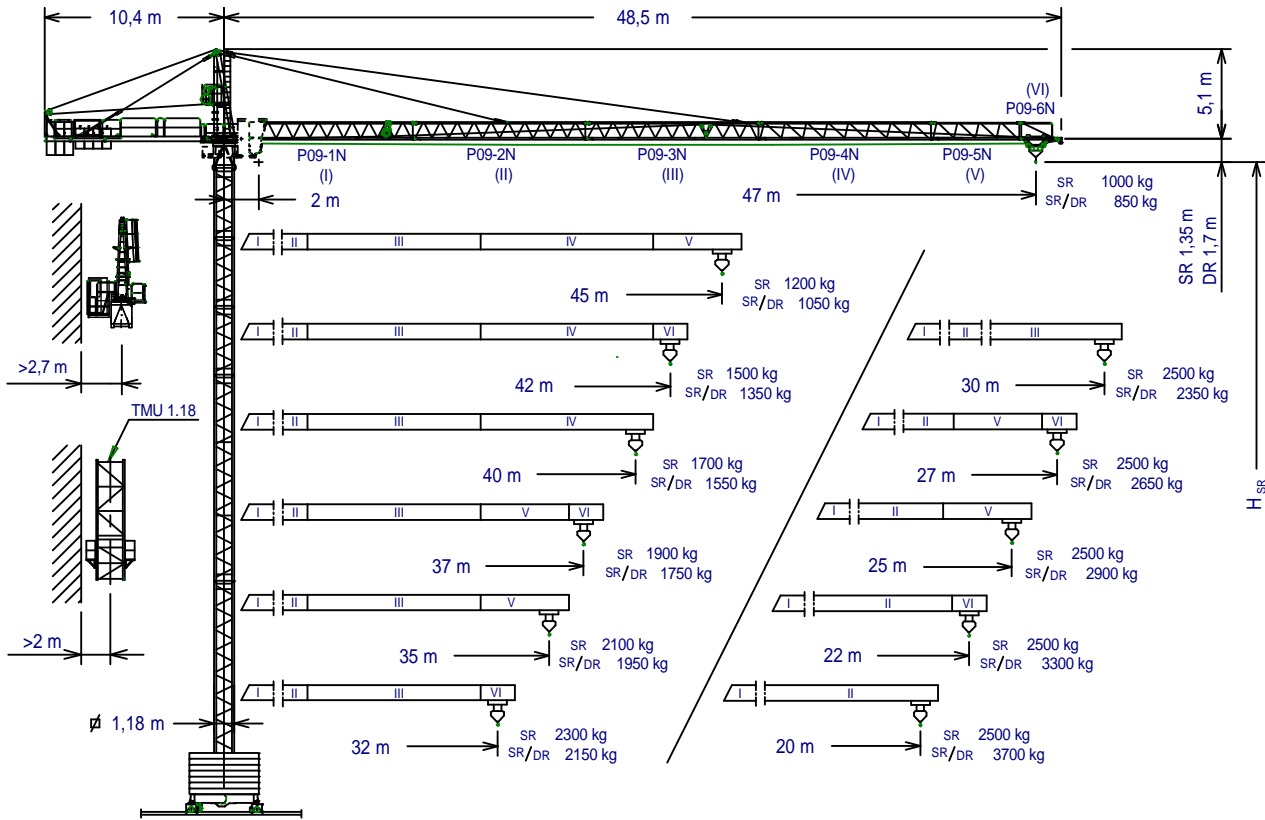 10,4 m
48,5 m
5,1 m
(VI)
P09-6N
P09-1N
(I)
P09-2N
(II)
P09-3N
(III)
P09-4N
(IV)
P09-5N
(V)
2 m
47 m
SR 1000 kg
SR/DR 850 kg
SR 1,35 m
DR 1,7 m
H SR
I II III IV V
45 m
SR 1200 kg
SR/DR 1050 kg
I II III IV VI
42 m
SR 1500 kg
SR/DR 1350 kg
I II III
30 m
SR 2500 kg
SR/DR 2350 kg
>2,7 m
TMU 1.18
I II III IV
40 m
SR 1700 kg
SR/DR 1550 kg
I II V VI
27 m
SR 2500 kg
SR/DR 2650 kg
I II III V VI
37 m
SR 1900 kg
SR/DR 1750 kg
I II V
25 m
SR 2500 kg
SR/DR 2900 kg
>2 m
I II III V
35 m
SR 2100 kg
SR/DR 1950 kg
I II VI
22 m
SR 2500 kg
SR/DR 3300 kg
1,18 m
I II III VI
32 m
SR 2300 kg
SR/DR 2150 kg
I II
20 m
SR 2500 kg
SR/DR 3700 kg